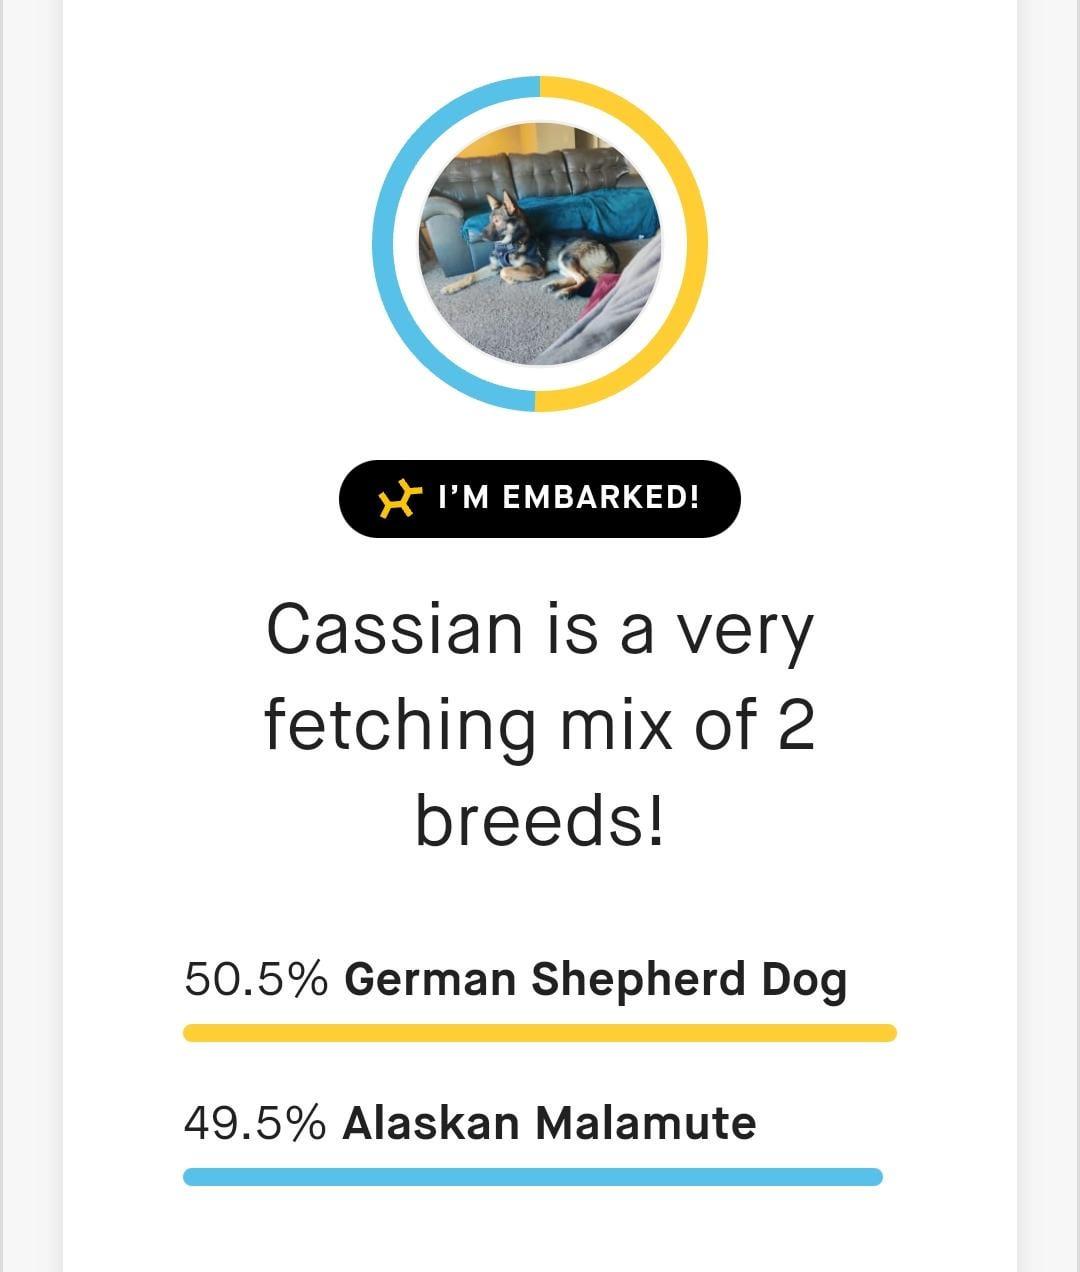 I’M EMBARKED!
Cassian is a very
fetching mix of 2
breeds!
50.5% German Shepherd Dog
49.5% Alaskan Malamute